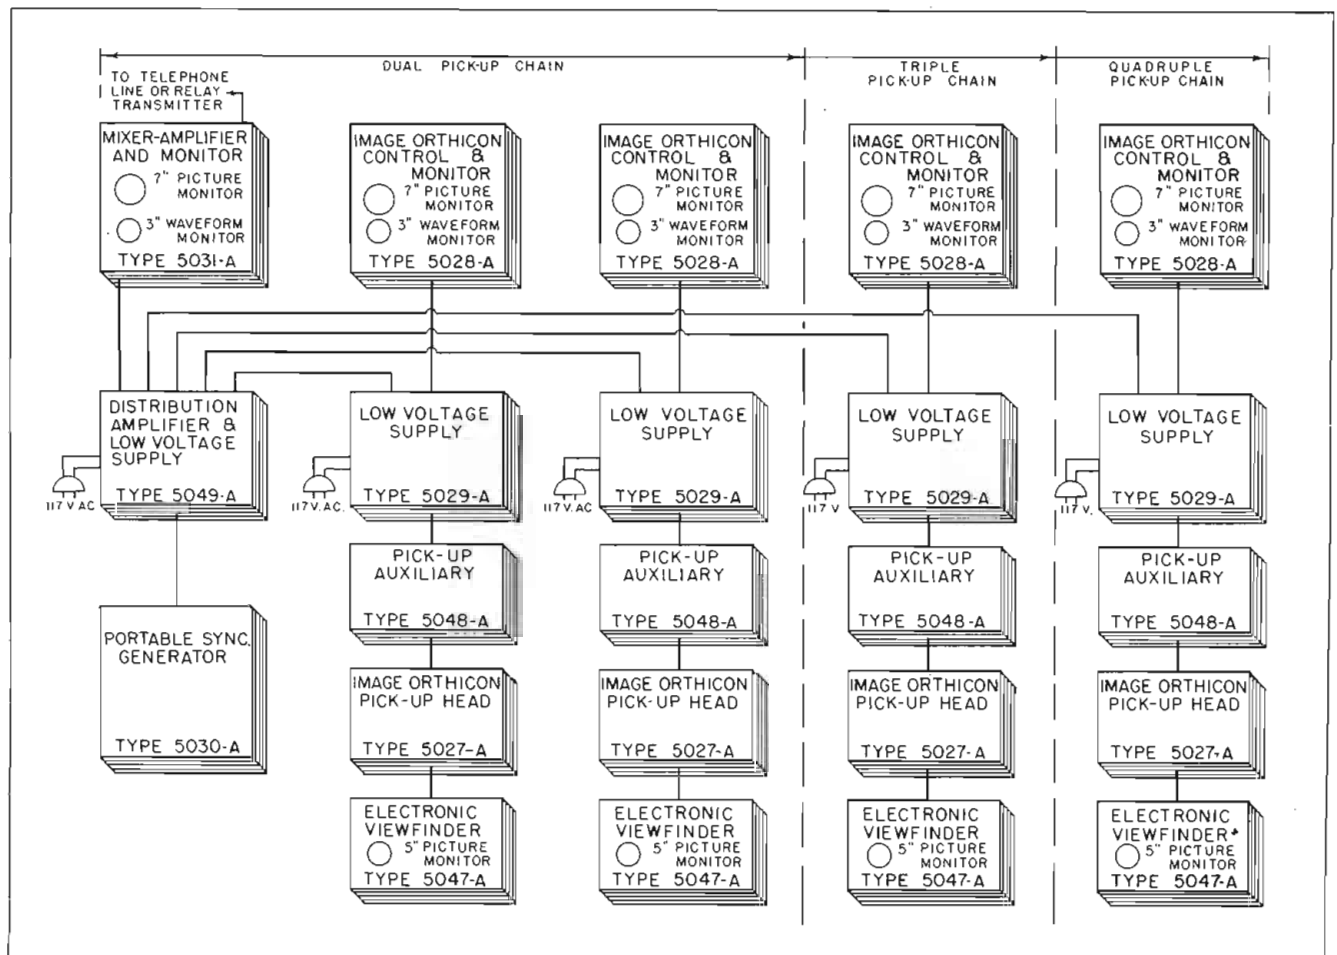 DUAL PICK-UP CHAIN
TRIPLE
PICK-UP CHAIN
QUADRUPLE
PICK-UP CHAIN
TO TELEPHONE
LINE OR RELAY
TRANSMITTER
MIXER-AMPLIFIER
AND MONITOR
7" PICTURE
MONITOR
3" WAVEFORM
MONITOR
TYPE 5031-A
IMAGE ORTHICON
CONTROL &
MONITOR
7" PICTURE
MONITOR
3" WAVEFORM
MONITOR
TYPE 5028-A
IMAGE ORTHICON
CONTROL &
MONITOR
7" PICTURE
MONITOR
3" WAVEFORM
MONITOR
TYPE 5028-A
IMAGE ORTHICON
CONTROL &
MONITOR
7" PICTURE
MONITOR
3" WAVEFORM
MONITOR
TYPE 5028-A
IMAGE ORTHICON
CONTROL &
MONITOR
7" PICTURE
MONITOR
3" WAVEFORM
MONITOR
TYPE 5028-A
DISTRIBUTION
AMPLIFIER &
LOW VOLTAGE
SUPPLY
TYPE 5049-A
117 V. AC
LOW VOLTAGE
SUPPLY
TYPE 5029-A
117 V. AC.
LOW VOLTAGE
SUPPLY
TYPE 5029-A
117 V. AC
LOW VOLTAGE
SUPPLY
TYPE 5029-A
117 V
LOW VOLTAGE
SUPPLY
TYPE 5029-A
117 V.
PICK-UP
AUXILIARY
TYPE 5048-A
PICK-UP
AUXILIARY
TYPE 5048-A
PICK-UP
AUXILIARY
TYPE 5048-A
PICK-UP
AUXILIARY
TYPE 5048-A
PORTABLE SYNC.
GENERATOR
TYPE 5030-A
IMAGE ORTHICON
PICK-UP HEAD
TYPE 5027-A
IMAGE ORTHICON
PICK-UP HEAD
TYPE 5027-A
IMAGE ORTHICON
PICK-UP HEAD
TYPE 5027-A
IMAGE ORTHICON
PICK-UP HEAD
TYPE 5027-A
ELECTRONIC
VIEWFINDER
5" PICTURE
MONITOR
TYPE 5047-A
ELECTRONIC
VIEWFINDER
5" PICTURE
MONITOR
TYPE 5047-A
ELECTRONIC
VIEWFINDER
5" PICTURE
MONITOR
TYPE 5047-A
ELECTRONIC
VIEWFINDER
5" PICTURE
MONITOR
TYPE 5047-A